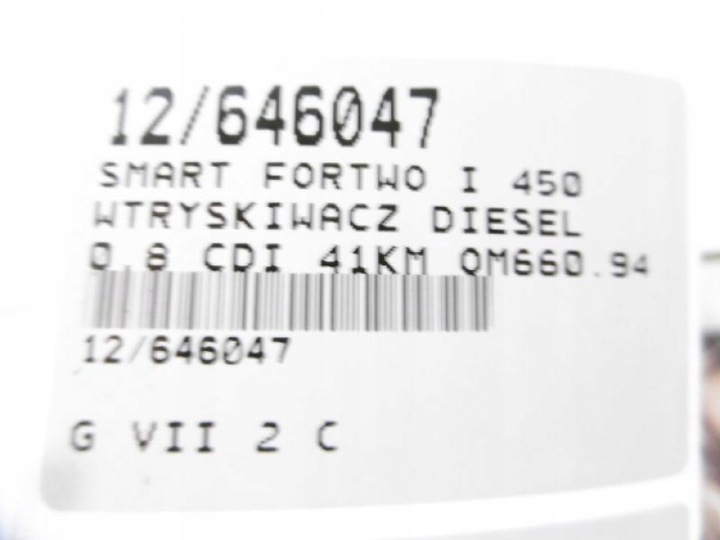 12/646047
SMART FORTWO I 450
WTRYSKIWACZ DIESEL
0.8 CDI 41KM OM660.94
12/646047
G VII 2 C